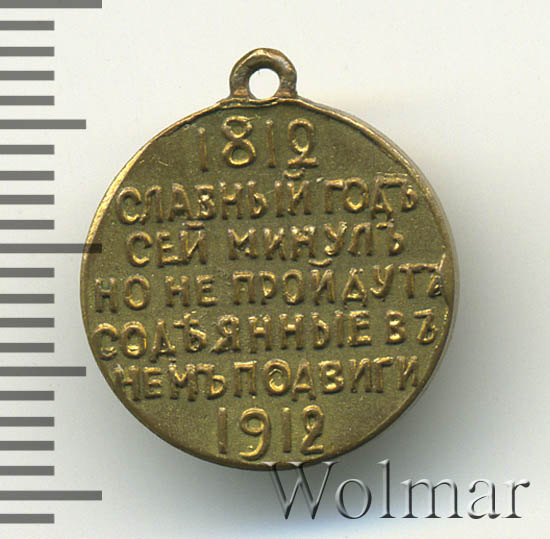 1812
СЛАВНЫЙ ГОДЪ
СЕЙ МИНУЛЪ
НО НЕ ПРОЙДУТЪ
СОДѢЯННЫЕ ВЪ
НЕМЪ ПОДВИГИ
1912
Wolmar